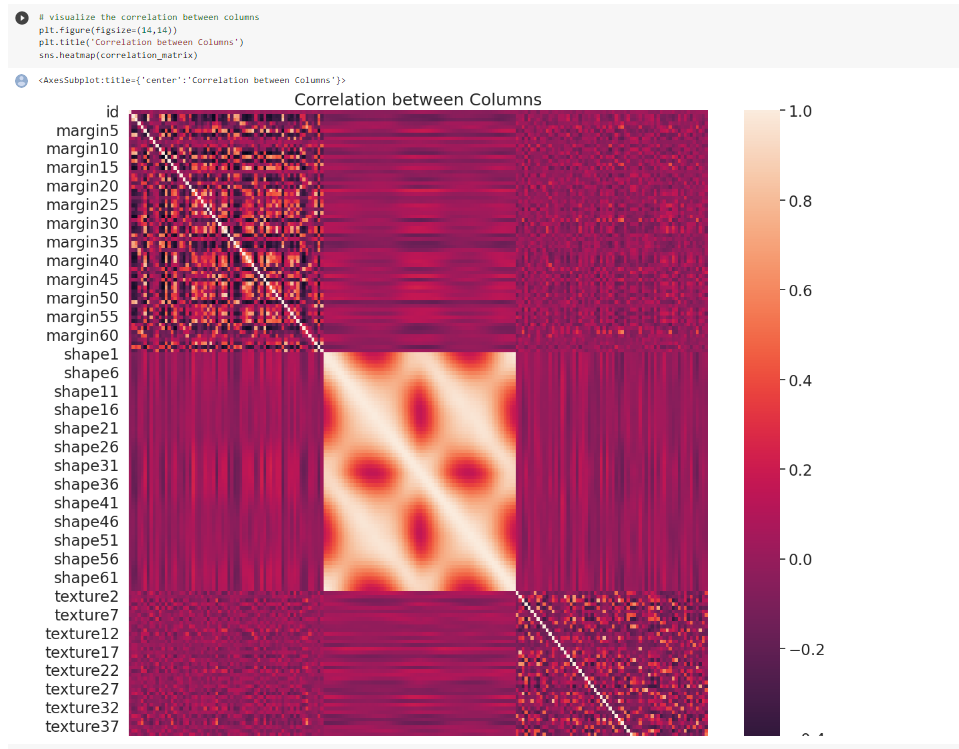 # visualize the correlation between columns
plt.figure(figsize=(14,14))
plt.title('Correlation between Columns')
sns.heatmap(correlation_matrix)
<AxesSubplot:title={'center':'Correlation between Columns'}>
Correlation between Columns
id
margin5
margin10
margin15
margin20
margin25
margin30
margin35
margin40
margin45
margin50
margin55
margin60
shape1
shape6
shape11
shape16
shape21
shape26
shape31
shape36
shape41
shape46
shape51
shape56
shape61
texture2
texture7
texture12
texture17
texture22
texture27
texture32
texture37
1.0
0.8
0.6
0.4
0.2
0.0
−0.2